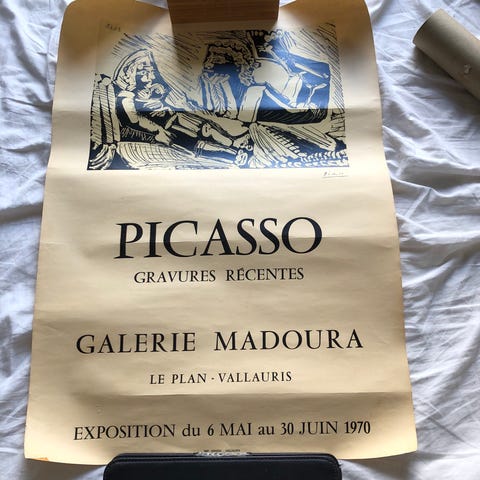 PICASSO
GRAVURES RÉCENTES
GALERIE MADOURA
LE PLAN - VALLAURIS
EXPOSITION du 6 MAI au 30 JUIN 1970